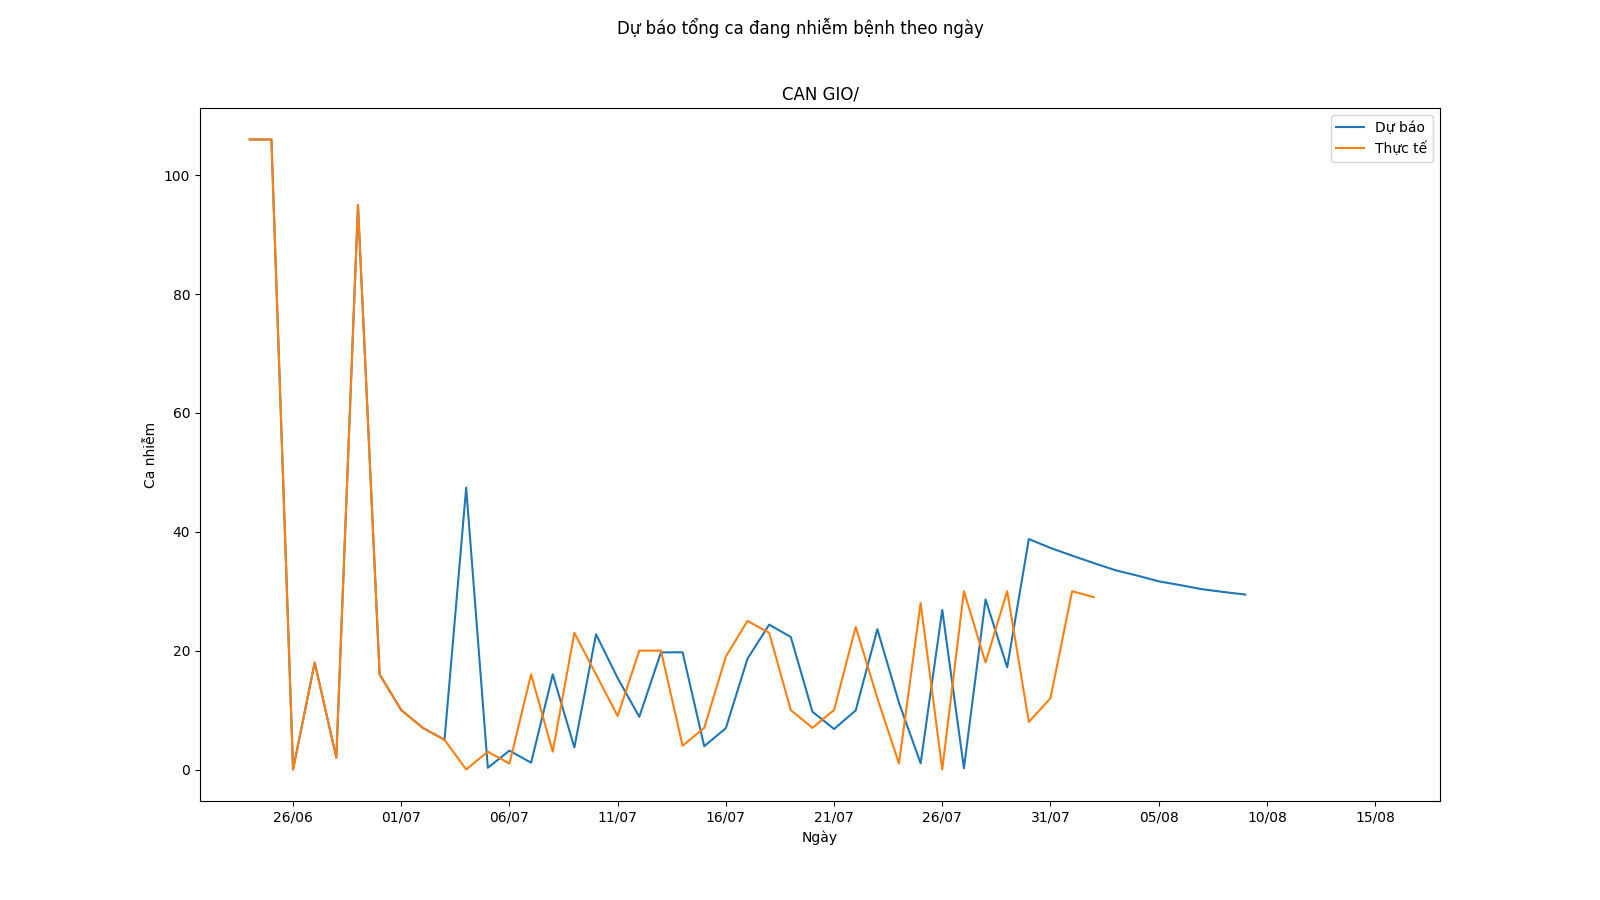 Dự báo tổng ca đang nhiễm bệnh theo ngày
CAN GIO/
Dự báo
Thực tế
100
80
60
40
20
0
Ca nhiễm
26/06 01/07 06/07 11/07 16/07 21/07 26/07 31/07 05/08 10/08 15/08
Ngày